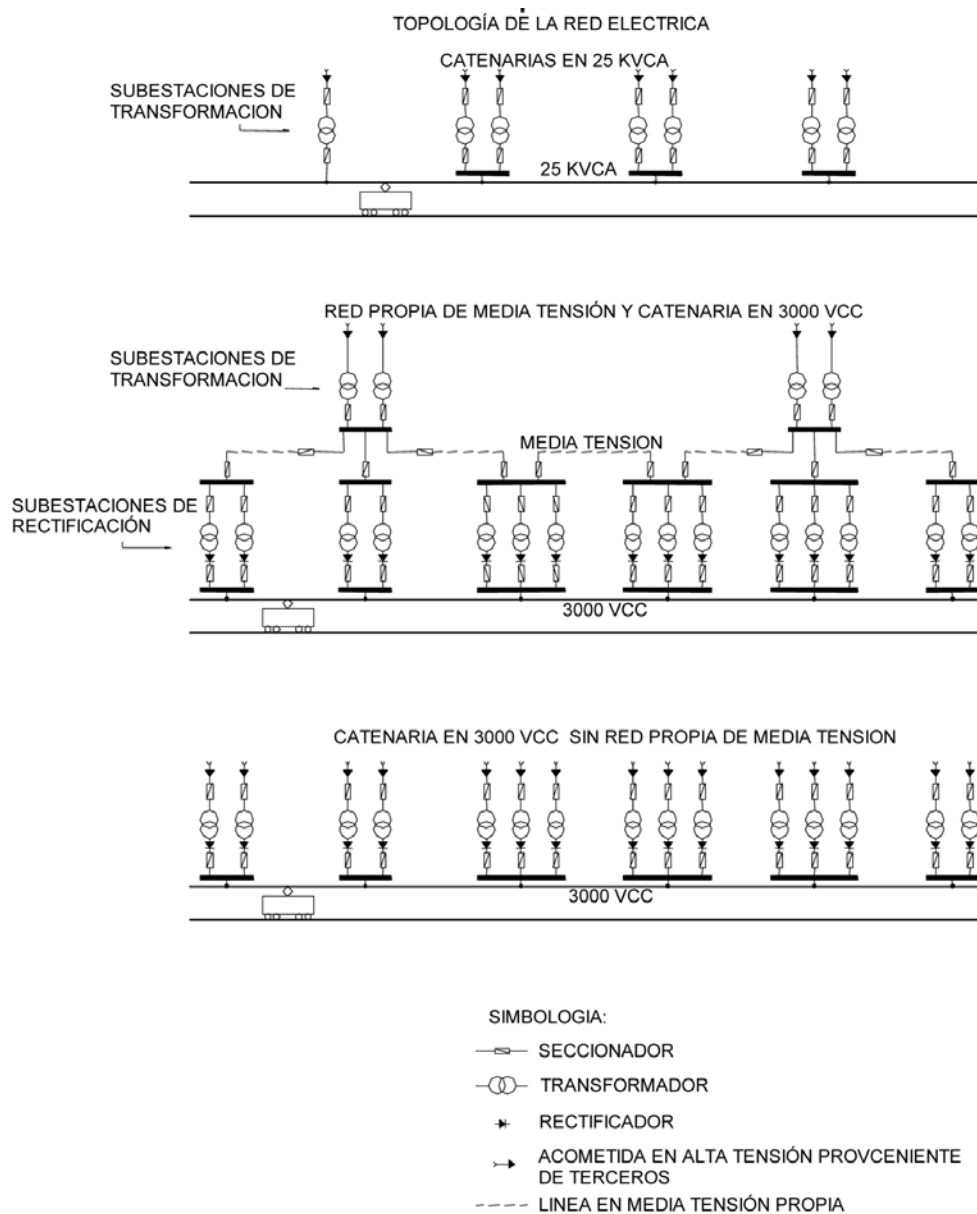 TOPOLOGÍA DE LA RED ELECTRICA
CATENARIAS EN 25 KVCA
SUBESTACIONES DE
TRANSFORMACION
25 KVCA
RED PROPIA DE MEDIA TENSIÓN Y CATENARIA EN 3000 VCC
SUBESTACIONES DE
TRANSFORMACION
MEDIA TENSION
SUBESTACIONES DE
RECTIFICACIÓN
3000 VCC
CATENARIA EN 3000 VCC SIN RED PROPIA DE MEDIA TENSION
3000 VCC
SIMBOLOGIA:
SECCIONADOR
TRANSFORMADOR
RECTIFICADOR
ACOMETIDA EN ALTA TENSIÓN PROVCENIENTE
DE TERCEROS
LINEA EN MEDIA TENSIÓN PROPIA